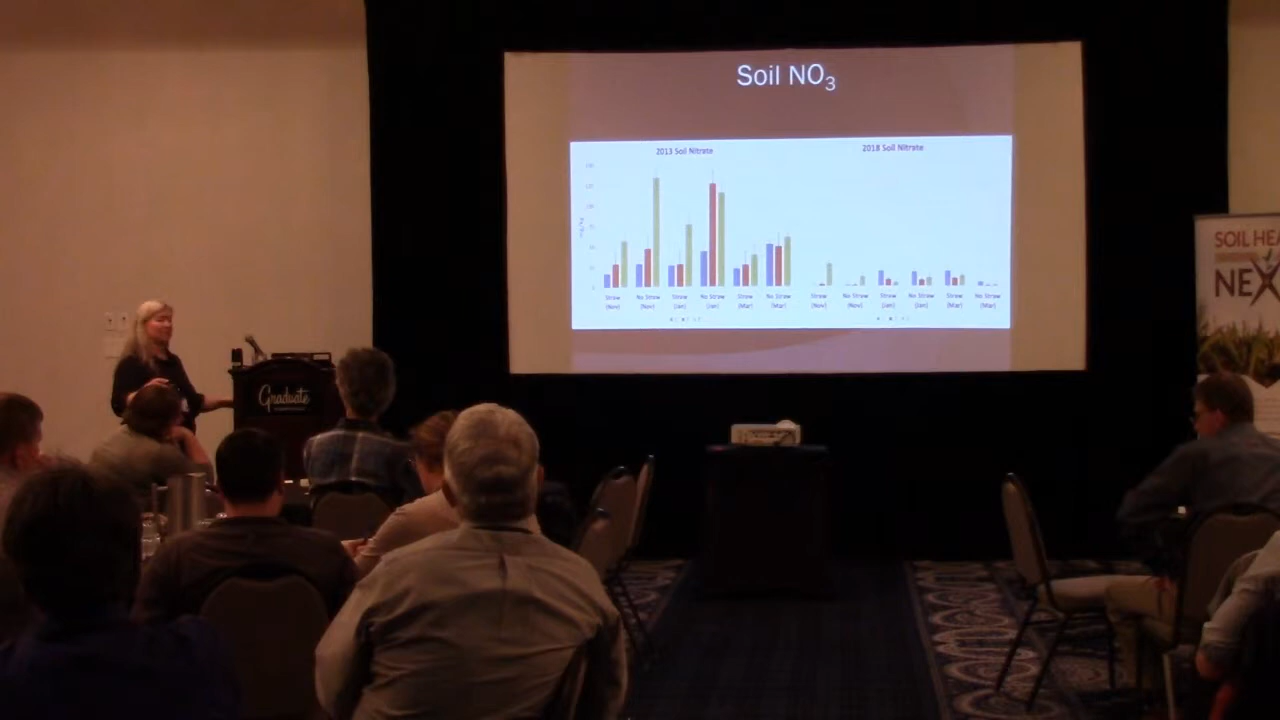 Soil NO3
2013 Soil Nitrate
2018 Soil Nitrate
Straw
(Nov)
No Straw
(Nov)
Straw
(Jan)
No Straw
(Jan)
Straw
(Mar)
No Straw
(Mar)
Straw
(Nov)
No Straw
(Nov)
Straw
(Jan)
No Straw
(Jan)
Straw
(Mar)
No Straw
(Mar)
SOIL HEA
NEX
Graduate